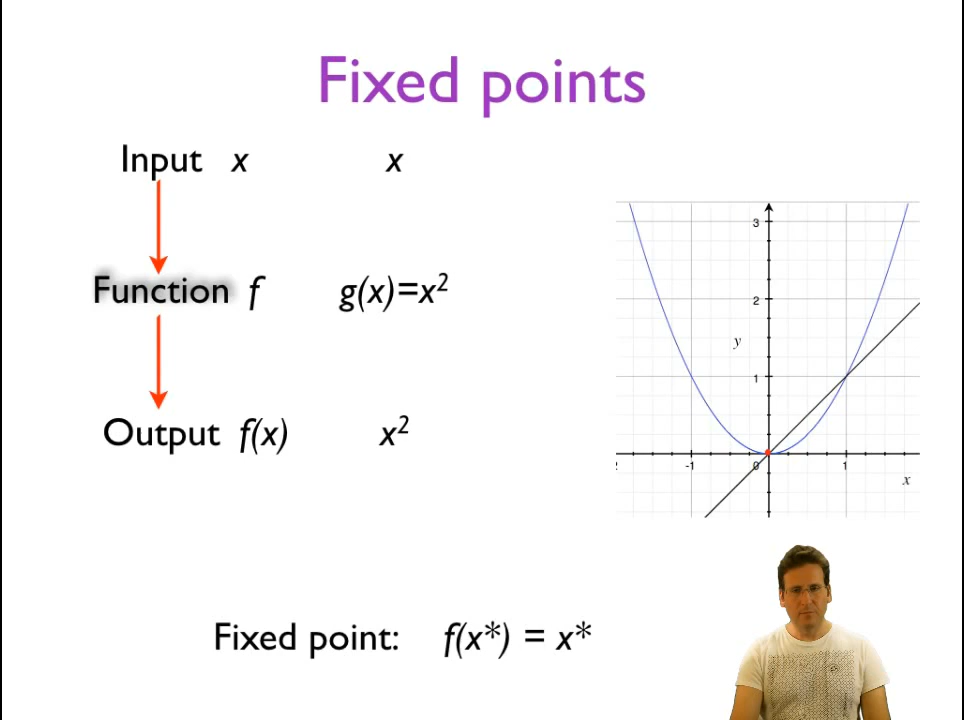 Fixed points
Input x x
Function f g(x)=x²
Output f(x) x²
3
2
y
1
-1 0 1
x
Fixed point: f(x*) = x*